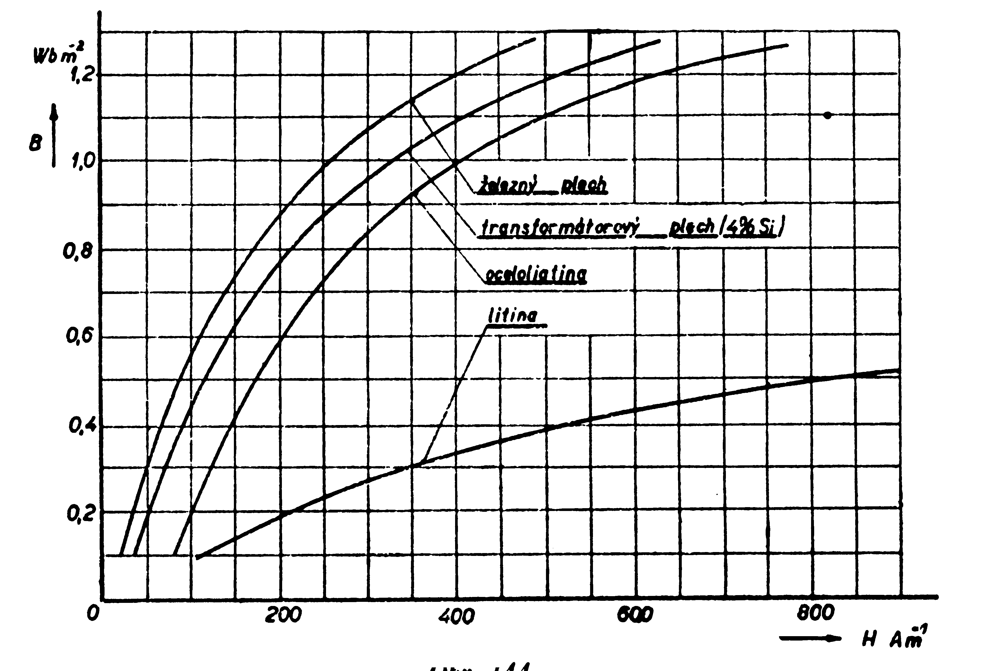 Wb m⁻²
1,2
B
1,0
železný plech
transformátorový plech (4% Si)
0,8
oceloliatina
litina
0,6
0,4
0,2
0 200 400 600 800
H Am⁻¹